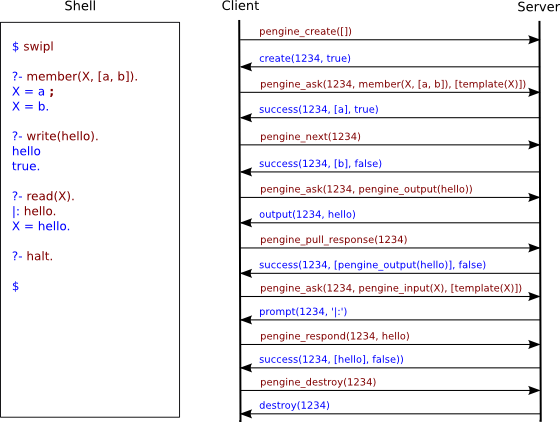 Shell
$ swipl
?- member(X, [a, b]).
X = a ;
X = b.
?- write(hello).
hello
true.
?- read(X).
|: hello.
X = hello.
?- halt.
$
Client
Server
pengine_create([])
create(1234, true)
pengine_ask(1234, member(X, [a, b]), [template(X)])
success(1234, [a], true)
pengine_next(1234)
success(1234, [b], false)
pengine_ask(1234, pengine_output(hello))
output(1234, hello)
pengine_pull_response(1234)
success(1234, [pengine_output(hello)], false)
pengine_ask(1234, pengine_input(X), [template(X)])
prompt(1234, '|:')
pengine_respond(1234, hello)
success(1234, [hello], false))
pengine_destroy(1234)
destroy(1234)